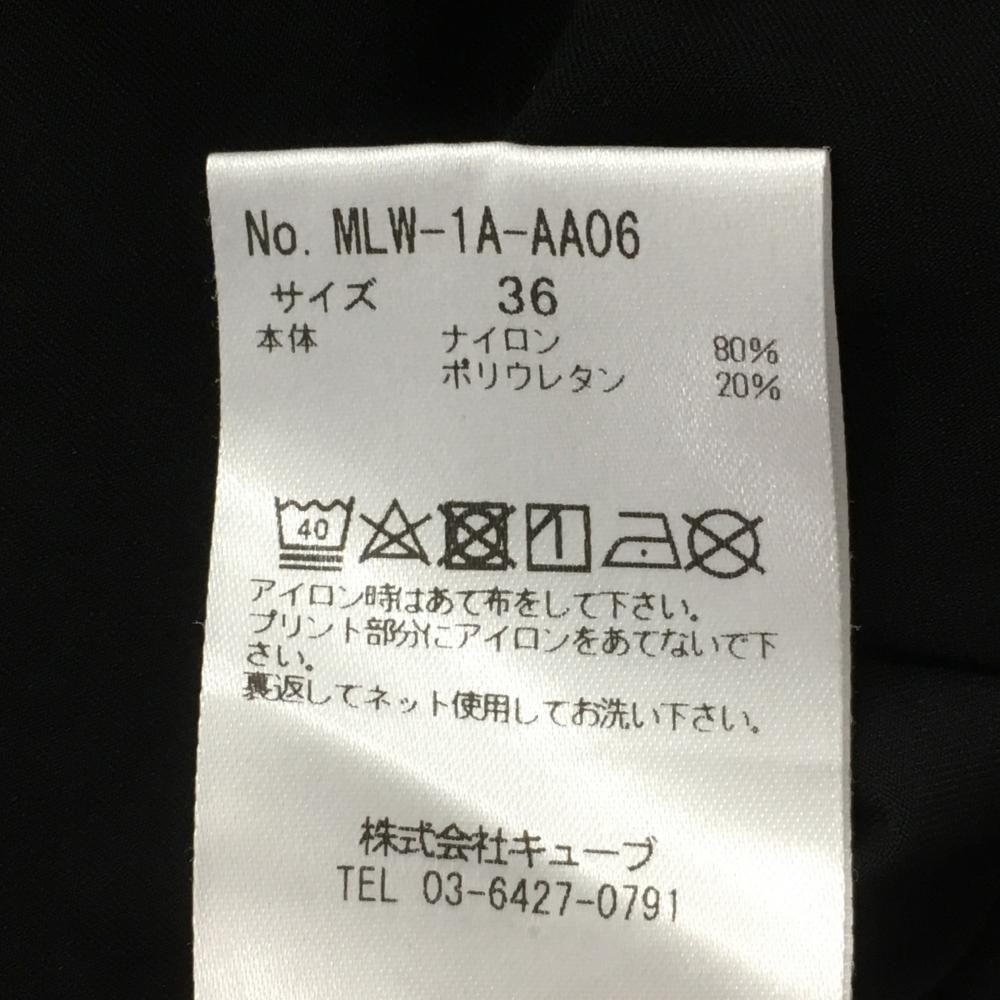 No. MLW-1A-AA06
サイズ 36
本体 ナイロン 80%
ポリウレタン 20%
40
アイロン時はあて布をして下さい。
プリント部分にアイロンをあてないで下
さい。
裏返してネット使用してお洗い下さい。
株式会社キューブ
TEL 03-6427-0791